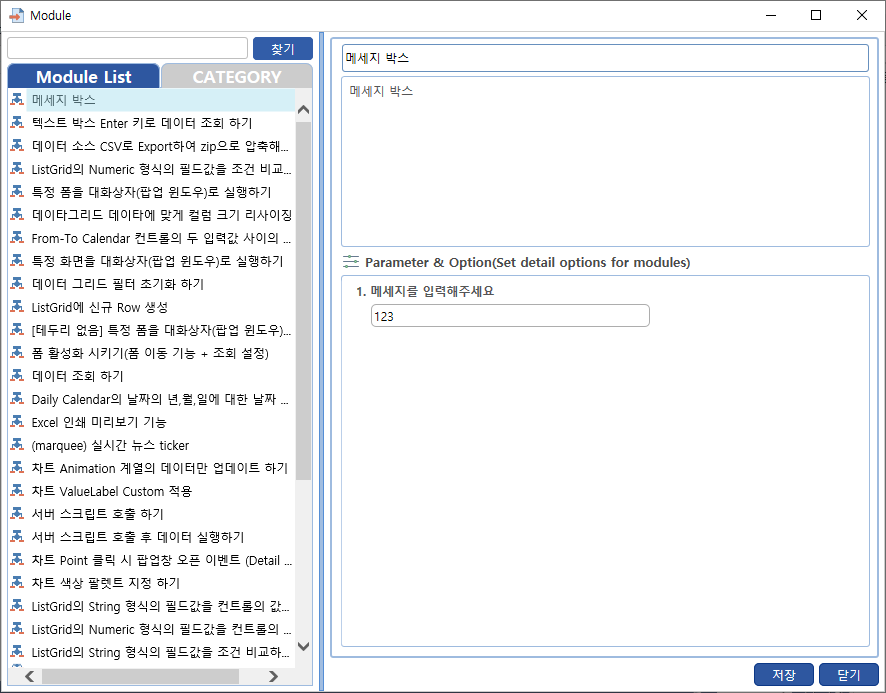 Module
찾기
Module List
CATEGORY
메세지 박스
텍스트 박스 Enter 키로 데이터 조회 하기
데이터 소스 CSV로 Export하여 zip으로 압축해...
ListGrid의 Numeric 형식의 필드값을 조건 비교...
특정 폼을 대화상자(팝업 윈도우)로 실행하기
데이타그리드 데이타에 맞게 컬럼 크기 리사이징
From-To Calendar 컨트롤의 두 입력값 사이의 ...
특정 화면을 대화상자(팝업 윈도우)로 실행하기
데이터 그리드 필터 초기화 하기
ListGrid에 신규 Row 생성
[테두리 없음] 특정 폼을 대화상자(팝업 윈도우)...
폼 활성화 시키기(폼 이동 기능 + 조회 설정)
데이터 조회 하기
Daily Calendar의 날짜의 년,월,일에 대한 날짜 ...
Excel 인쇄 미리보기 기능
(marquee) 실시간 뉴스 ticker
차트 Animation 계열의 데이터만 업데이트 하기
차트 ValueLabel Custom 적용
서버 스크립트 호출 하기
서버 스크립트 호출 후 데이터 실행하기
차트 Point 클릭 시 팝업창 오픈 이벤트 (Detail ...
차트 색상 팔렛트 지정 하기
ListGrid의 String 형식의 필드값을 컨트롤의 값...
ListGrid의 Numeric 형식의 필드값을 컨트롤의 ...
ListGrid의 String 형식의 필드값을 조건 비교하...
메세지 박스
메세지 박스
Parameter & Option(Set detail options for modules)
1. 메세지를 입력해주세요
123
저장
닫기